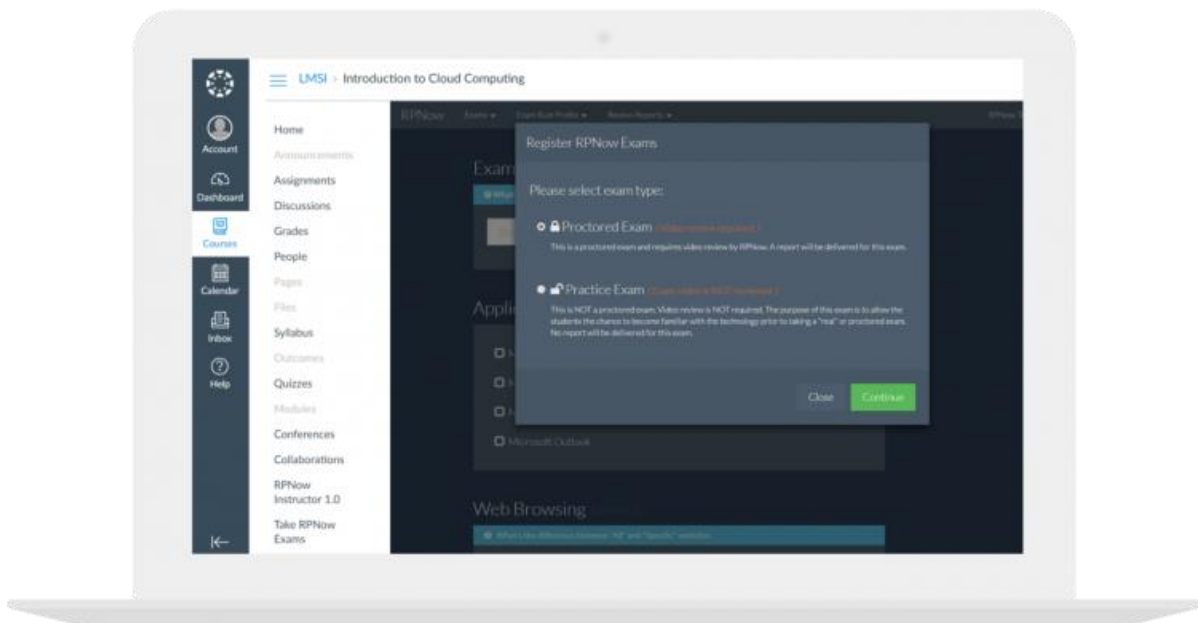 LMSI > Introduction to Cloud Computing
Account
Dashboard
Courses
Calendar
Inbox
Help
Home
Announcements
Assignments
Discussions
Grades
People
Pages
Files
Syllabus
Outcomes
Quizzes
Modules
Conferences
Collaborations
RPNow
Instructor 1.0
Take RPNow
Exams
RPNow
Exam
Register RPNow Exams
Please select exam type:
Proctored Exam
This is a proctored exam and requires video review by RPNow. A report will be delivered for this exam.
Practice Exam
This is NOT a proctored exam. Video review is NOT required. The purpose of this exam is to allow the
students the chance to become familiar with the technology prior to taking a "real" or proctored exam.
No report will be delivered for this exam.
Close
Continue
Appli
Microsoft Outlook
Web Browsing